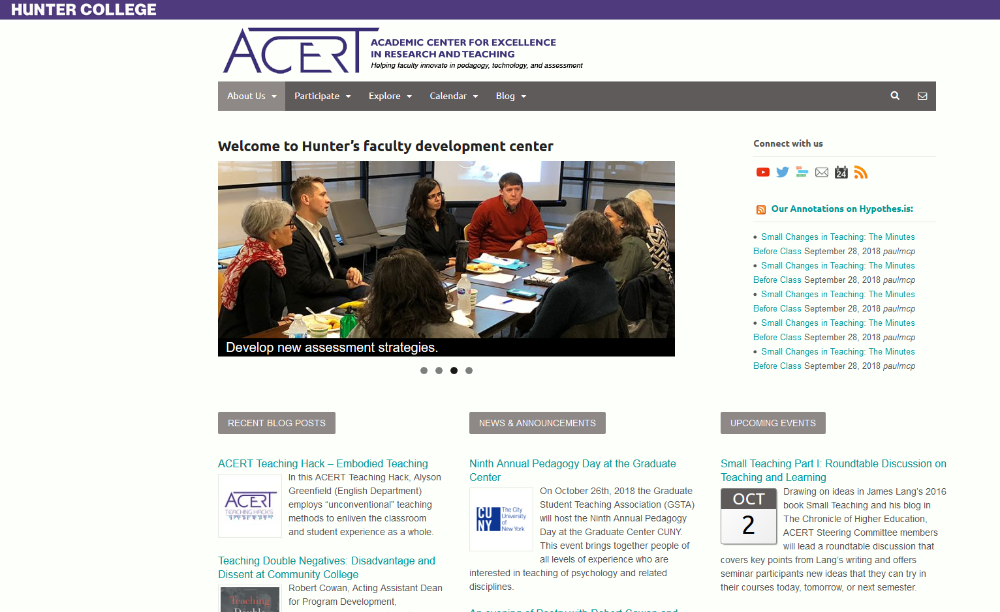 HUNTER COLLEGE
ACERT
ACADEMIC CENTER FOR EXCELLENCE
IN RESEARCH AND TEACHING
Helping faculty innovate in pedagogy, technology, and assessment
About Us
Participate
Explore
Calendar
Blog
Welcome to Hunter’s faculty development center
Develop new assessment strategies.
Connect with us
24
Our Annotations on Hypothes.is:
• Small Changes in Teaching: The Minutes
Before Class September 28, 2018 paulmcp
• Small Changes in Teaching: The Minutes
Before Class September 28, 2018 paulmcp
• Small Changes in Teaching: The Minutes
Before Class September 28, 2018 paulmcp
• Small Changes in Teaching: The Minutes
Before Class September 28, 2018 paulmcp
• Small Changes in Teaching: The Minutes
Before Class September 28, 2018 paulmcp
RECENT BLOG POSTS
ACERT Teaching Hack – Embodied Teaching
ACERT
TEACHING HACKS
In this ACERT Teaching Hack, Alyson
Greenfield (English Department)
employs “unconventional” teaching
methods to enliven the classroom
and student experience as a whole.
Teaching Double Negatives: Disadvantage and
Dissent at Community College
Teaching
Double
Robert Cowan, Acting Assistant Dean
for Program Development,
NEWS & ANNOUNCEMENTS
Ninth Annual Pedagogy Day at the Graduate
Center
CU
NY
The City
University
of
New York
On October 26th, 2018 the Graduate
Student Teaching Association (GSTA)
will host the Ninth Annual Pedagogy
Day at the Graduate Center CUNY.
This event brings together people of
all levels of experience who are
interested in teaching of psychology and related
disciplines.
An evening of Poetry with Robert Cowan and
UPCOMING EVENTS
Small Teaching Part I: Roundtable Discussion on
Teaching and Learning
OCT
2
Drawing on ideas in James Lang’s 2016
book Small Teaching and his blog in
The Chronicle of Higher Education,
ACERT Steering Committee members
will lead a roundtable discussion that
covers key points from Lang’s writing and offers
seminar participants new ideas that they can try in
their courses today, tomorrow, or next semester.